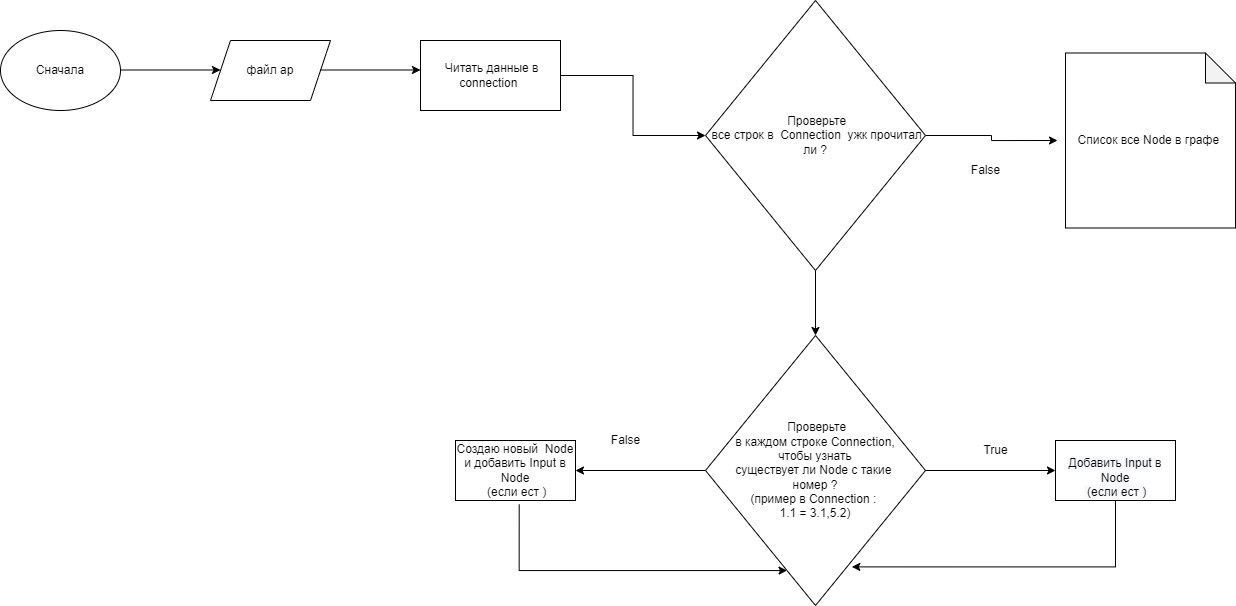 Сначала
файл ap
Читать данные в
connection
Проверьте
все строк в Connection ужк прочитал
ли ?
False
Список все Node в графе
Проверьте
в каждом строке Connection,
чтобы узнать
существует ли Node с такие
номер ?
(пример в Connection :
1.1 = 3.1,5.2)
False
Создаю новый Node
и добавить Input в
Node
(если ест )
True
Добавить Input в
Node
(если ест )